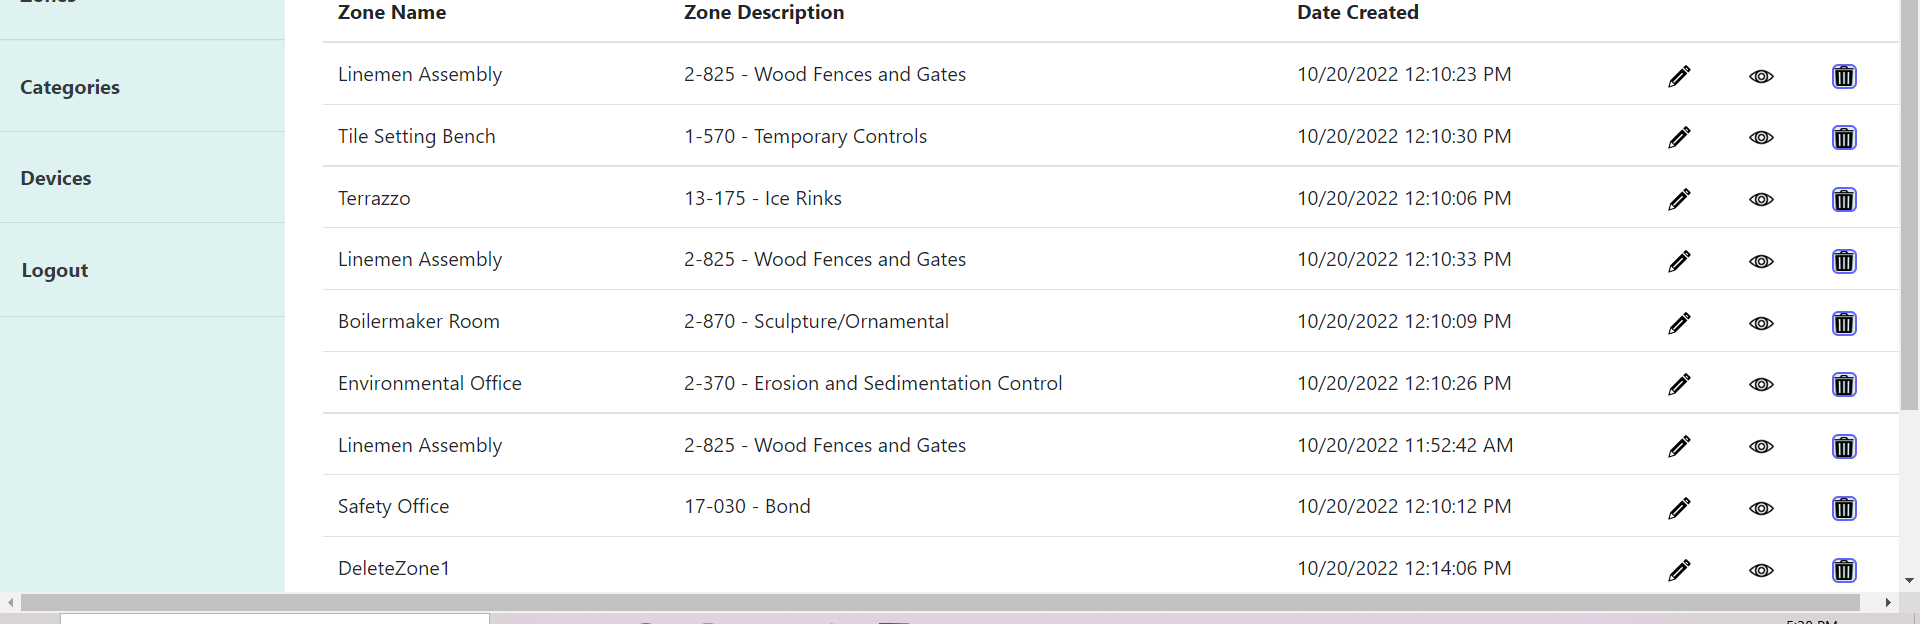 Zones
Categories
Devices
Logout
Zone Name Zone Description Date Created
Linemen Assembly 2-825 - Wood Fences and Gates 10/20/2022 12:10:23 PM
Tile Setting Bench 1-570 - Temporary Controls 10/20/2022 12:10:30 PM
Terrazzo 13-175 - Ice Rinks 10/20/2022 12:10:06 PM
Linemen Assembly 2-825 - Wood Fences and Gates 10/20/2022 12:10:33 PM
Boilermaker Room 2-870 - Sculpture/Ornamental 10/20/2022 12:10:09 PM
Environmental Office 2-370 - Erosion and Sedimentation Control 10/20/2022 12:10:26 PM
Linemen Assembly 2-825 - Wood Fences and Gates 10/20/2022 11:52:42 AM
Safety Office 17-030 - Bond 10/20/2022 12:10:12 PM
DeleteZone1 10/20/2022 12:14:06 PM